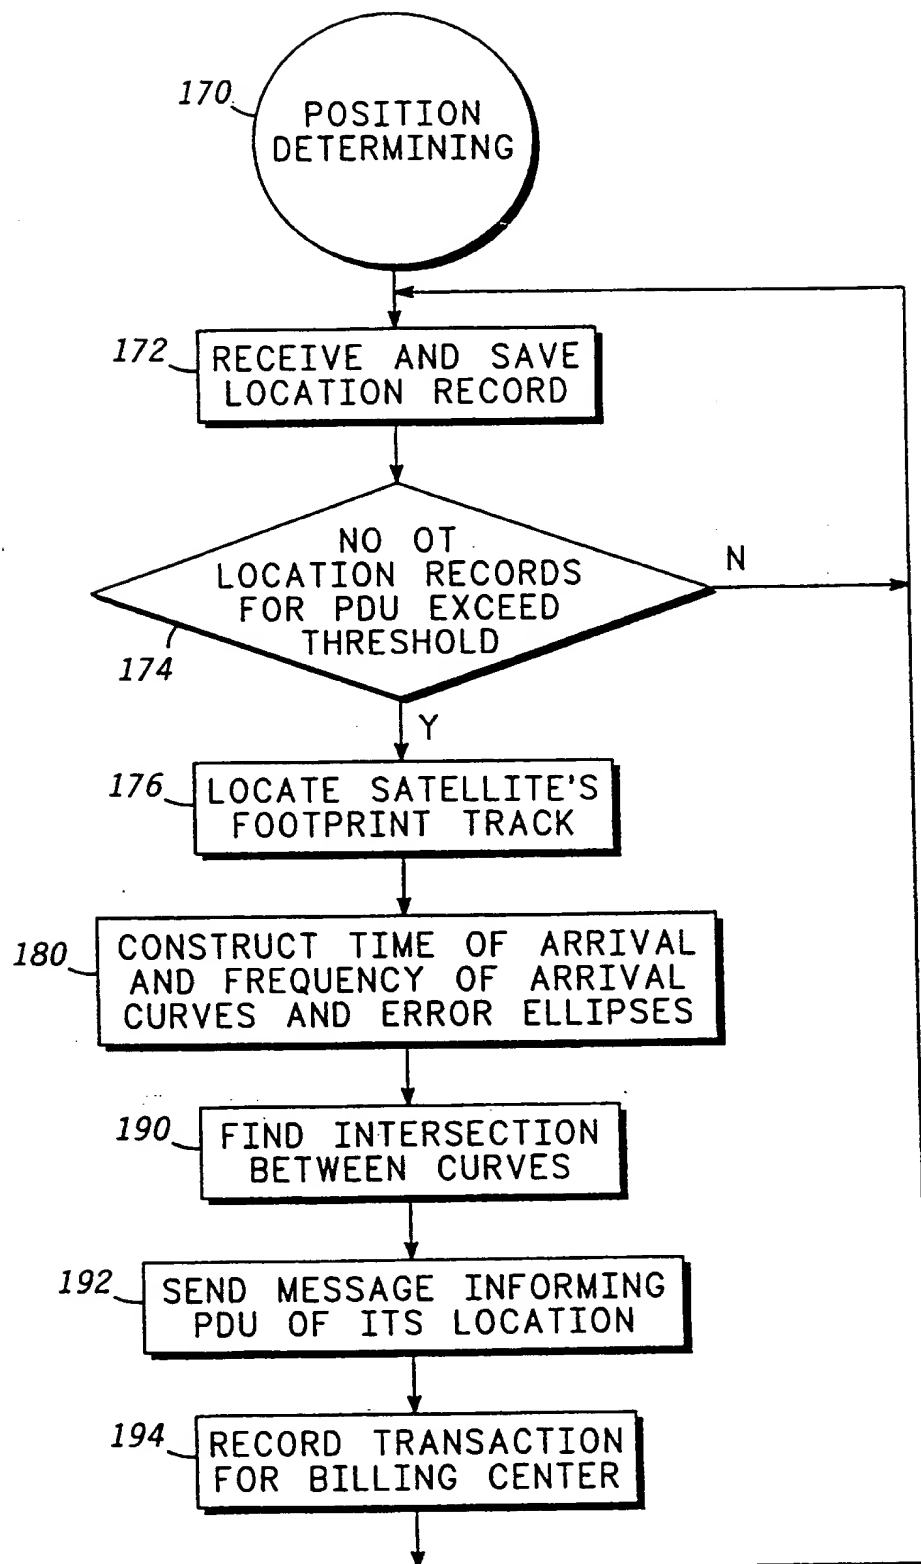 170
POSITION
DETERMINING
172
RECEIVE AND SAVE
LOCATION RECORD
NO OT
LOCATION RECORDS
FOR PDU EXCEED
THRESHOLD
N
174
Y
176
LOCATE SATELLITE'S
FOOTPRINT TRACK
180
CONSTRUCT TIME OF ARRIVAL
AND FREQUENCY OF ARRIVAL
CURVES AND ERROR ELLIPSES
190
FIND INTERSECTION
BETWEEN CURVES
192
SEND MESSAGE INFORMING
PDU OF ITS LOCATION
194
RECORD TRANSACTION
FOR BILLING CENTER